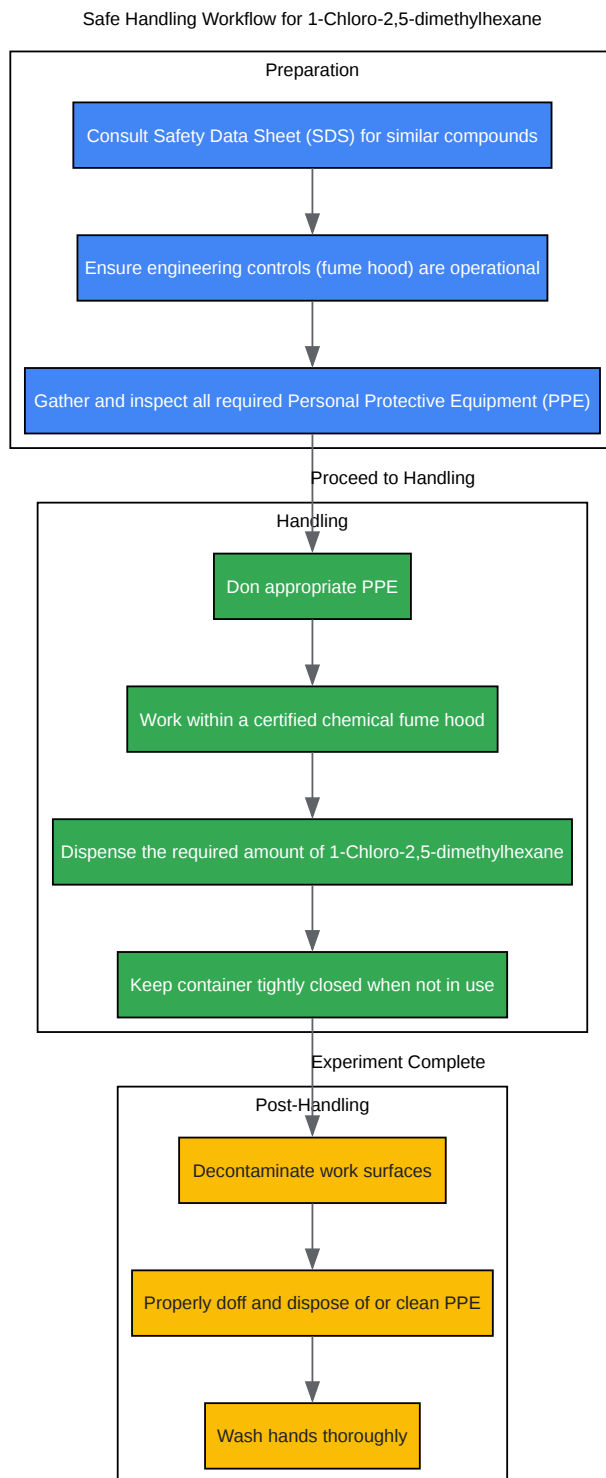 Safe Handling Workflow for 1-Chloro-2,5-dimethylhexane
Preparation
Consult Safety Data Sheet (SDS) for similar compounds
Ensure engineering controls (fume hood) are operational
Gather and inspect all required Personal Protective Equipment (PPE)
Proceed to Handling
Handling
Don appropriate PPE
Work within a certified chemical fume hood
Dispense the required amount of 1-Chloro-2,5-dimethylhexane
Keep container tightly closed when not in use
Experiment Complete
Post-Handling
Decontaminate work surfaces
Properly doff and dispose of or clean PPE
Wash hands thoroughly